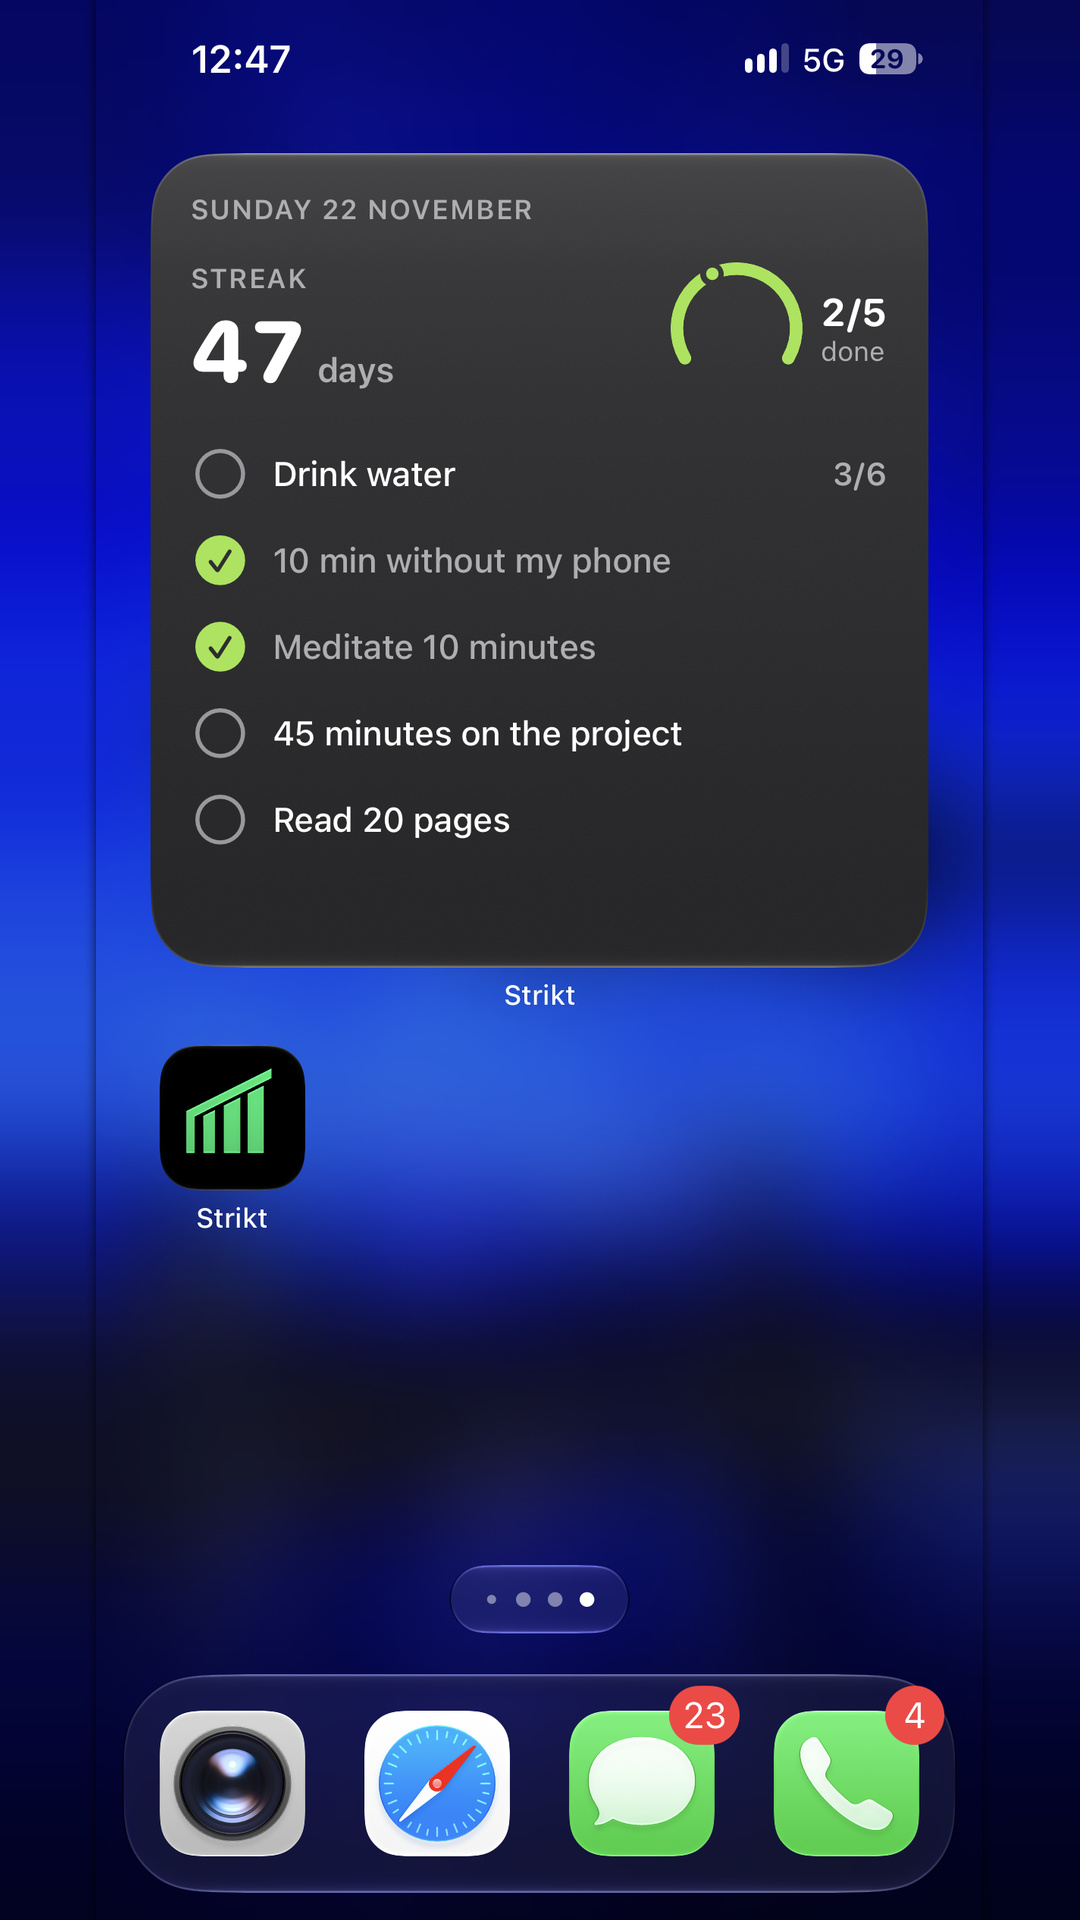 12:47
5G 29
SUNDAY 22 NOVEMBER
STREAK
47 days
2/5
done
Drink water 3/6
10 min without my phone
Meditate 10 minutes
45 minutes on the project
Read 20 pages
Strikt
Strikt
23
4